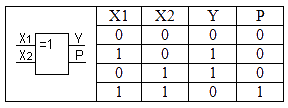 X1 =1 Y
X2 P
X1 X2 Y P
0 0 0 0
1 0 1 0
0 1 1 0
1 1 0 1